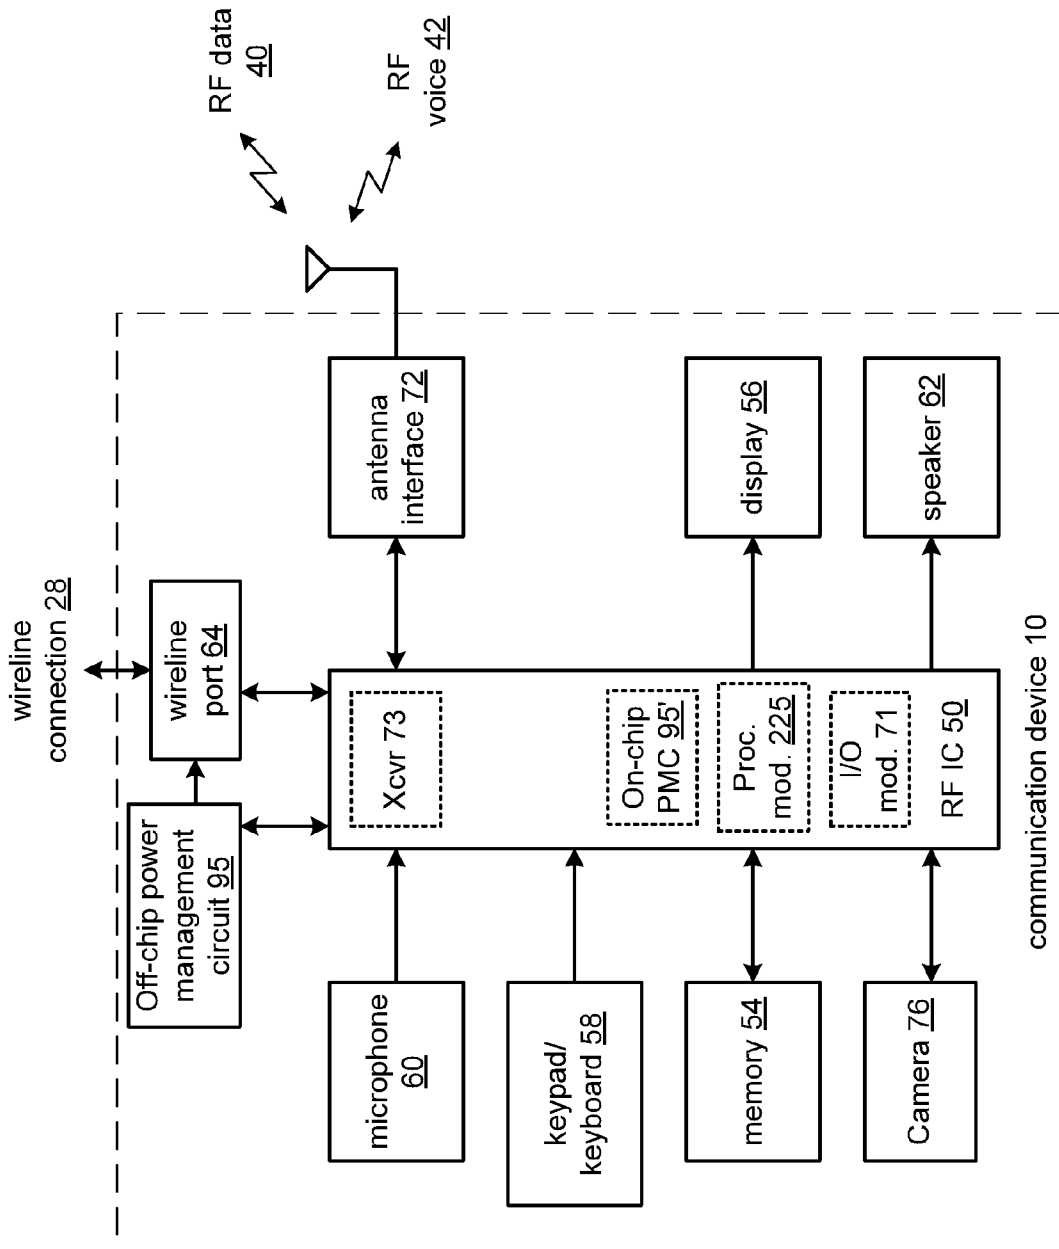 wireline
connection 28
RF data
40
RF
voice 42
Off-chip power
management
circuit 95
wireline
port 64
microphone
60
Xcvr 73
antenna
interface 72
keypad/
keyboard 58
On-chip
PMC 95'
memory 54
Proc.
mod. 225
display 56
Camera 76
I/O
mod. 71
RF IC 50
speaker 62
communication device 10